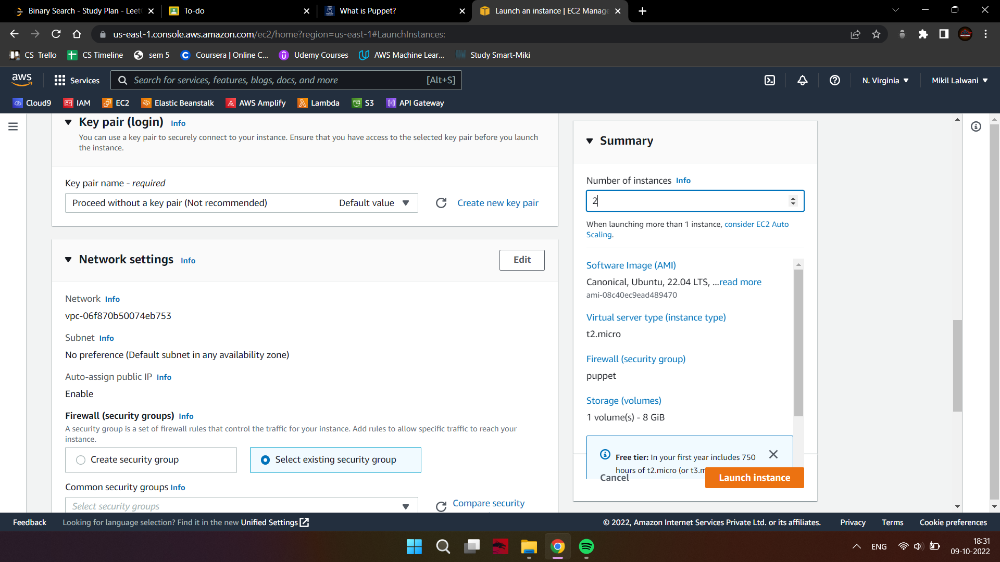 Binary Search - Study Plan - Leet
To-do
What is Puppet?
Launch an instance | EC2 Manage
us-east-1.console.aws.amazon.com/ec2/home?region=us-east-1#LaunchInstances:
CS Trello
CS Timeline
sem 5
Coursera | Online C...
Udemy Courses
AWS Machine Lear...
Study Smart-Miki
aws
Services
Search for services, features, blogs, docs, and more
[Alt+S]
N. Virginia
Mikil Lalwani
Cloud9
IAM
EC2
Elastic Beanstalk
AWS Amplify
Lambda
S3
API Gateway
Key pair (login) Info
You can use a key pair to securely connect to your instance. Ensure that you have access to the selected key pair before you launch
the instance.
Key pair name - required
Proceed without a key pair (Not recommended)
Default value
Create new key pair
Network settings Info
Edit
Network Info
vpc-06f870b50074eb753
Subnet Info
No preference (Default subnet in any availability zone)
Auto-assign public IP Info
Enable
Firewall (security groups) Info
A security group is a set of firewall rules that control the traffic for your instance. Add rules to allow specific traffic to reach your
instance.
Create security group
Select existing security group
Common security groups Info
Select security groups
Compare security
Summary
Number of instances Info
2
When launching more than 1 instance, consider EC2 Auto
Scaling.
Software Image (AMI)
Canonical, Ubuntu, 22.04 LTS, ...read more
ami-08c40ec9ead489470
Virtual server type (instance type)
t2.micro
Firewall (security group)
puppet
Storage (volumes)
1 volume(s) - 8 GiB
Free tier: In your first year includes 750
hours of t2.micro (or t3.m
Cancel
Launch instance
Feedback
Looking for language selection? Find it in the new Unified Settings
© 2022, Amazon Internet Services Private Ltd. or its affiliates.
Privacy
Terms
Cookie preferences
ENG
18:31
09-10-2022